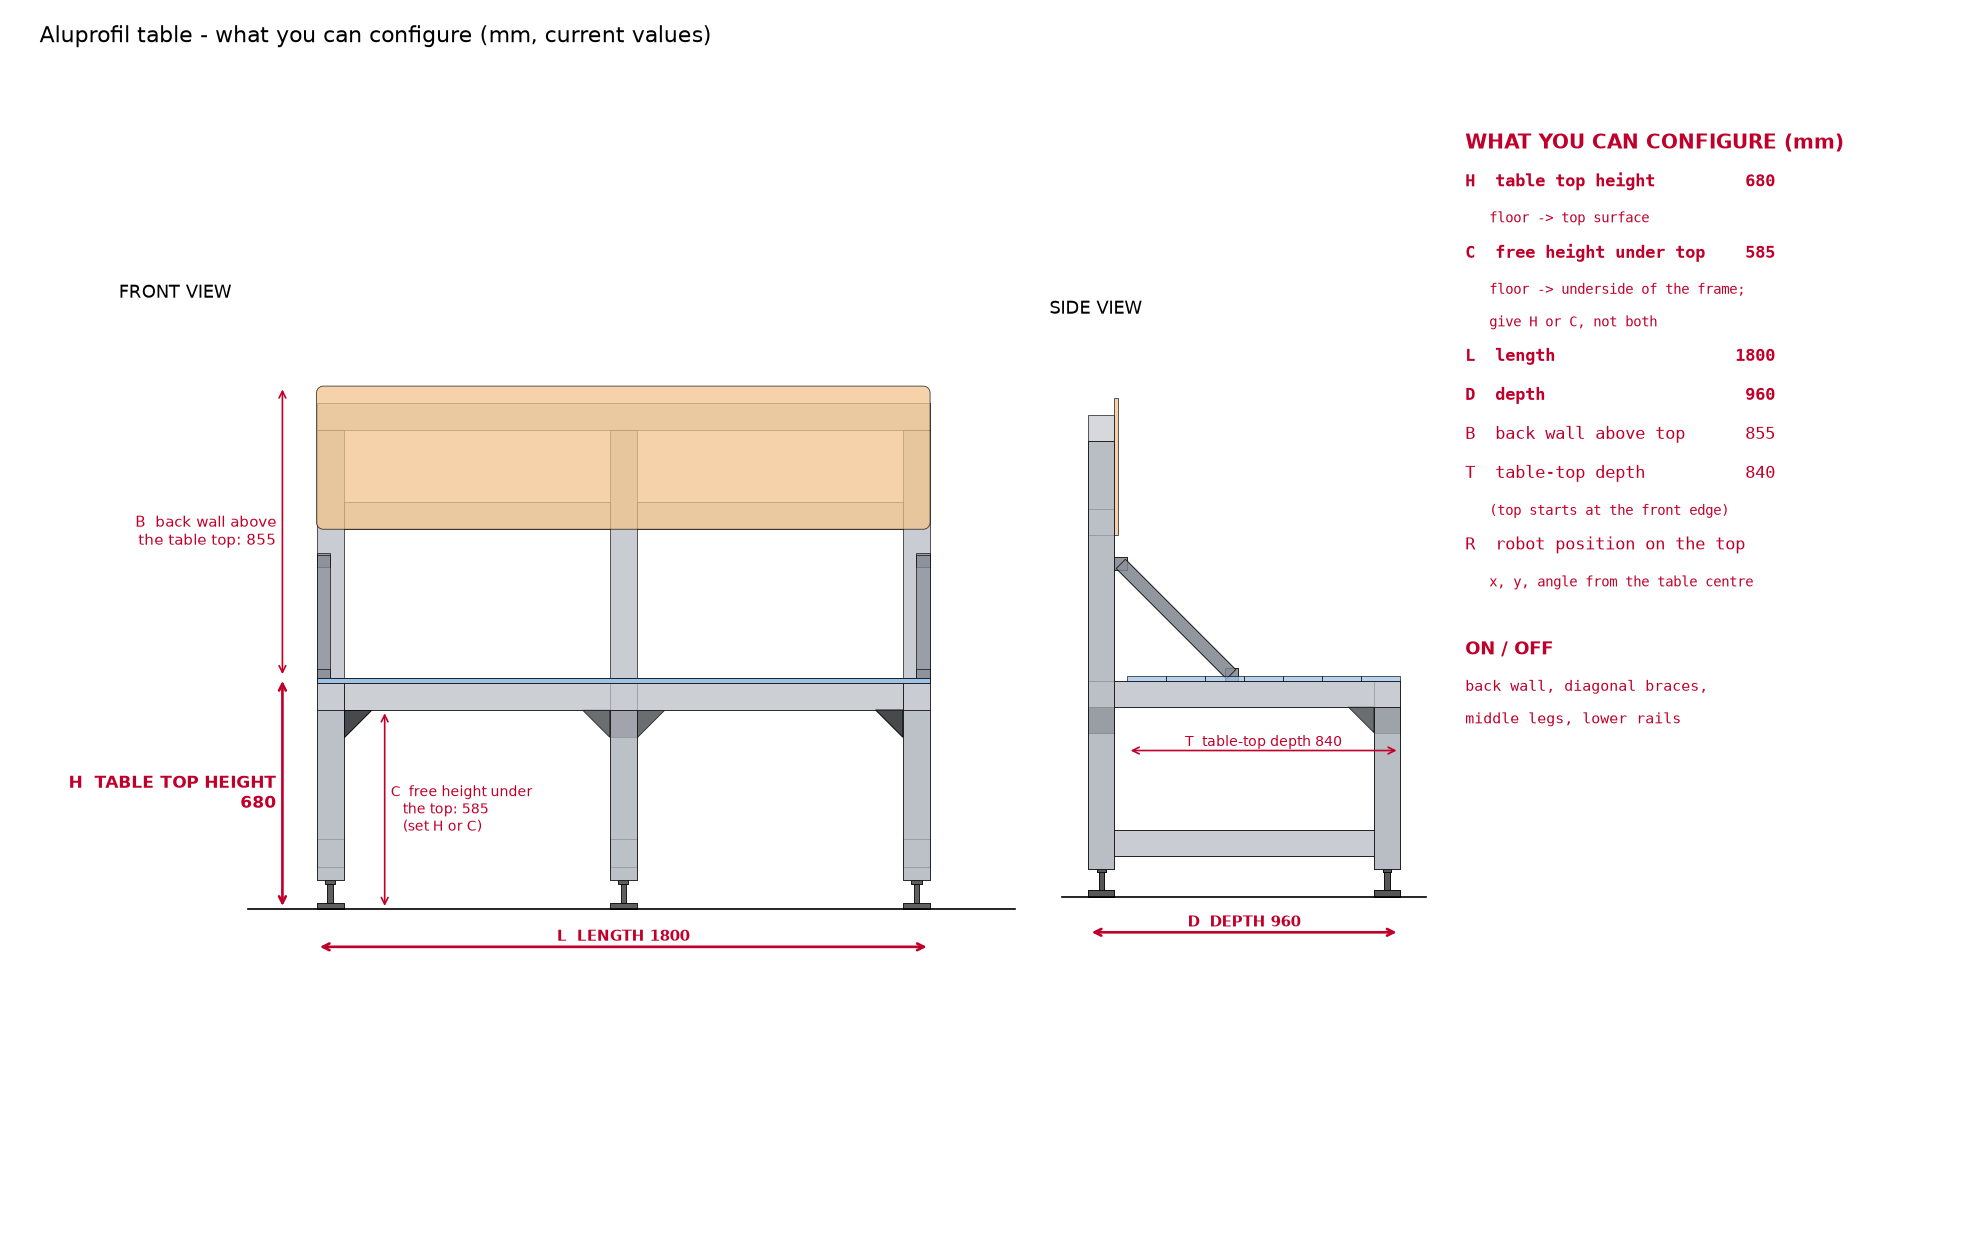 Aluprofil table - what you can configure (mm, current values)
FRONT VIEW
B  back wall above
the table top: 855
H  TABLE TOP HEIGHT
680
C  free height under
the top: 585
(set H or C)
L  LENGTH 1800
SIDE VIEW
T  table-top depth 840
D  DEPTH 960
WHAT YOU CAN CONFIGURE (mm)
H  table top height  680
floor -> top surface
C  free height under top  585
floor -> underside of the frame;
give H or C, not both
L  length  1800
D  depth  960
B  back wall above top  855
T  table-top depth  840
(top starts at the front edge)
R  robot position on the top
x, y, angle from the table centre
ON / OFF
back wall, diagonal braces,
middle legs, lower rails